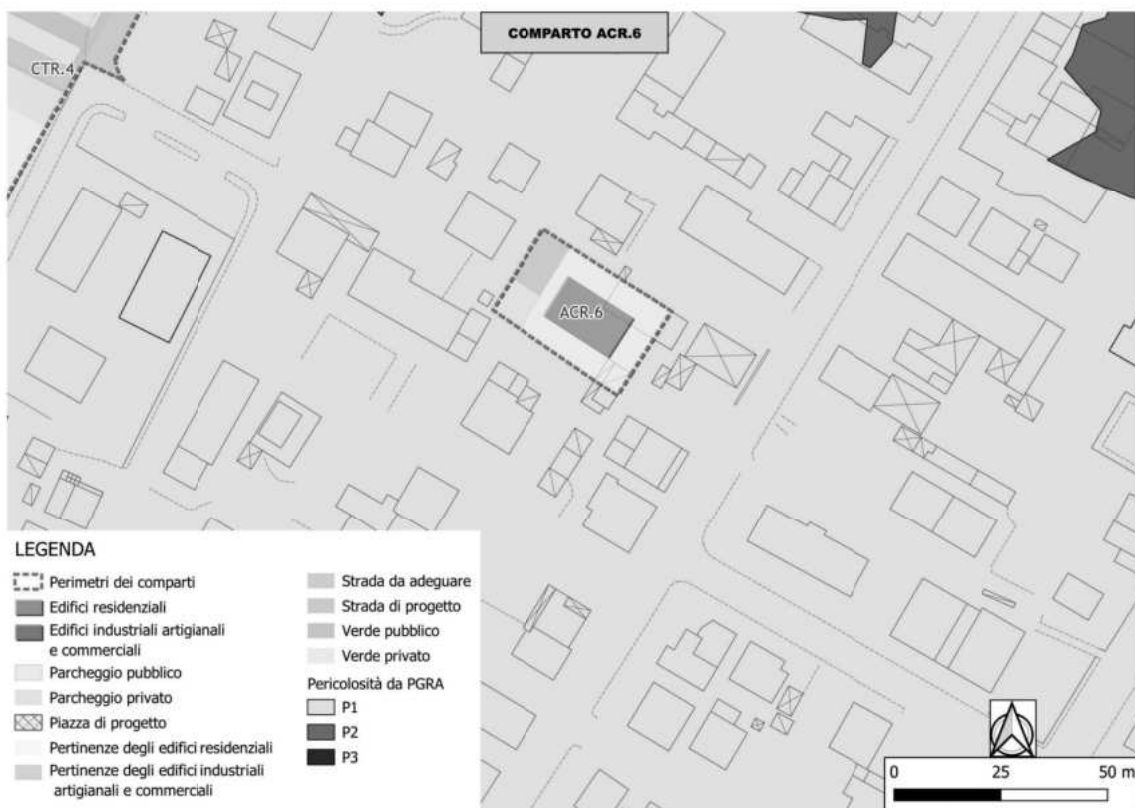 COMPARTO ACR.6
CTR.4
ACR.6
LEGENDA
Perimetri dei comparti
Edifici residenziali
Edifici industriali artigianali
e commerciali
Parcheggio pubblico
Parcheggio privato
Piazza di progetto
Pertinenze degli edifici residenziali
Pertinenze degli edifici industriali
artigianali e commerciali
Strada da adeguare
Strada di progetto
Verde pubblico
Verde privato
Pericolosità da PGRA
P1
P2
P3
0 25 50 m